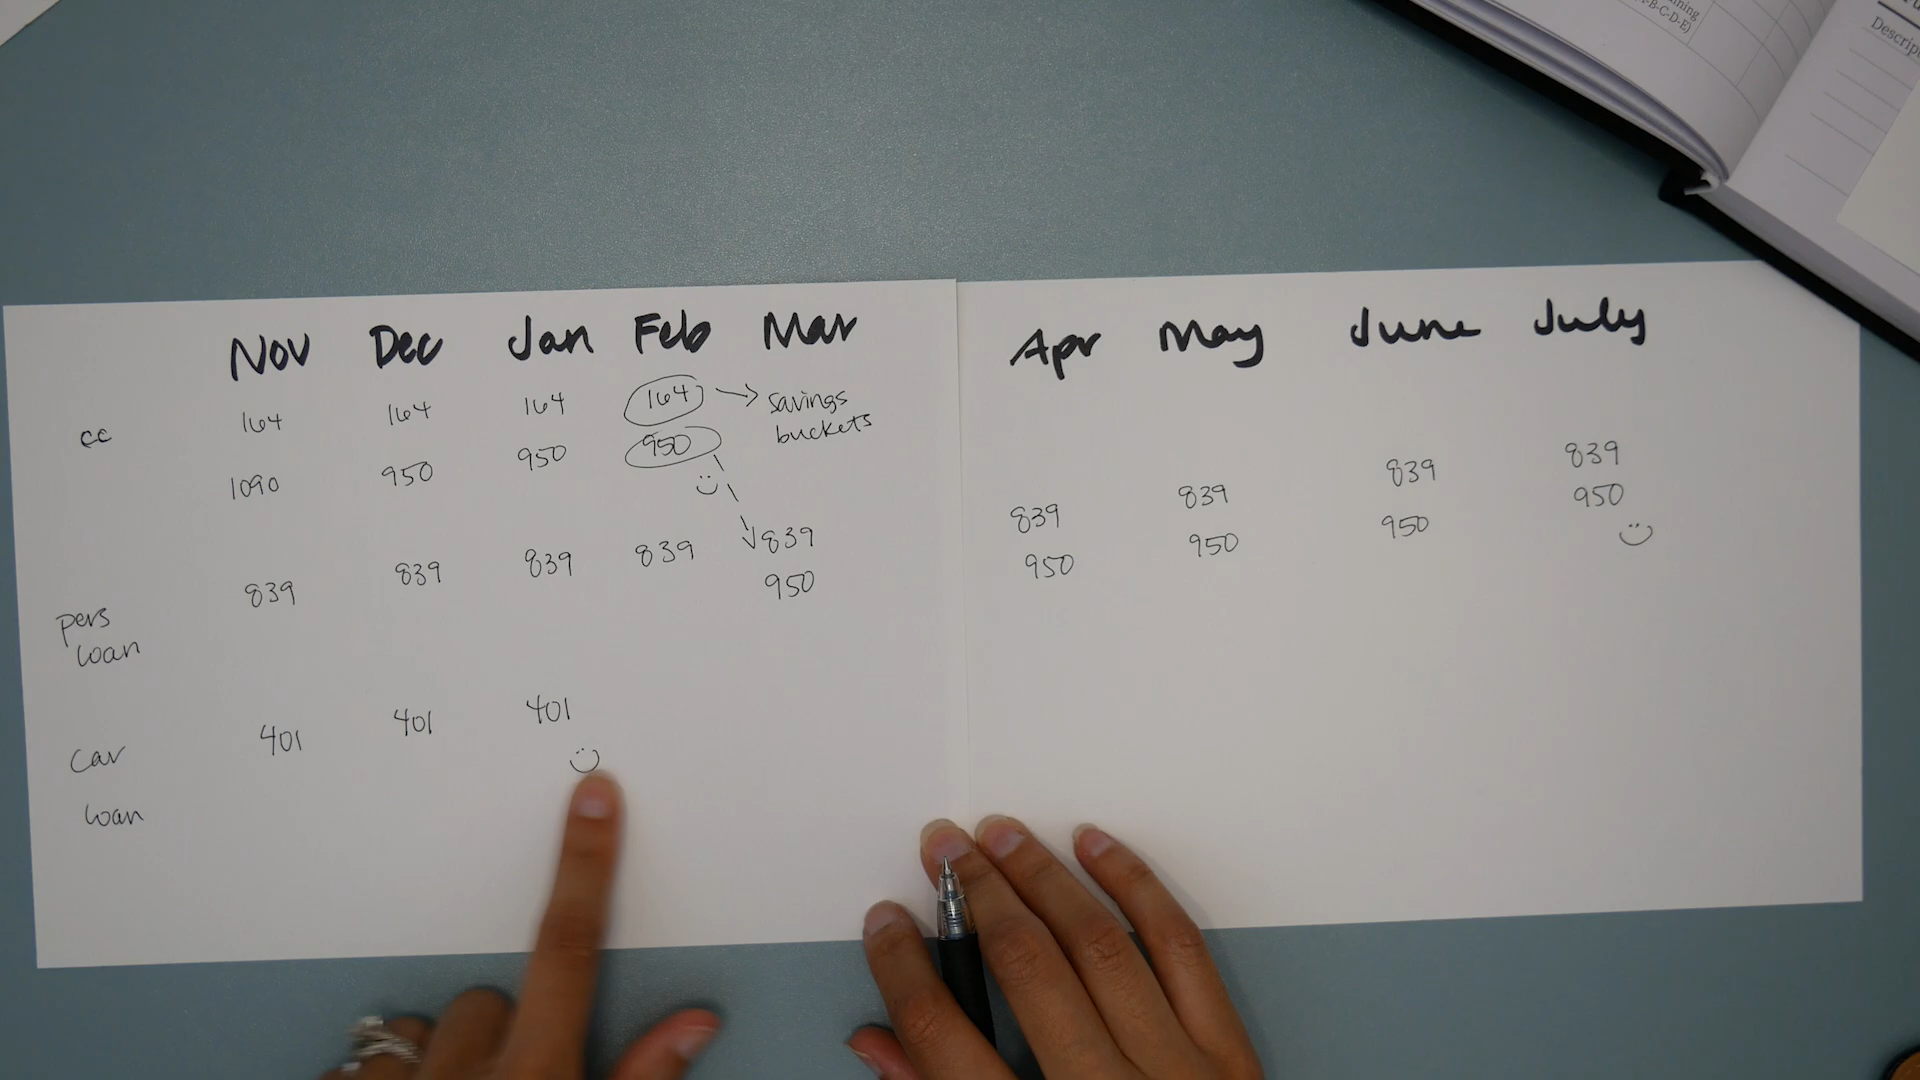 Nov Dec Jan Feb Mar Apr May June July
cc 164 164 164 164 → savings
buckets
1090 950 950 950
839 839 839 839 839 839 839 839 839
950 950 950 950 950
pers
loan
car 401 401 401
loan
ning
A-B-C-D-E)
Descrip